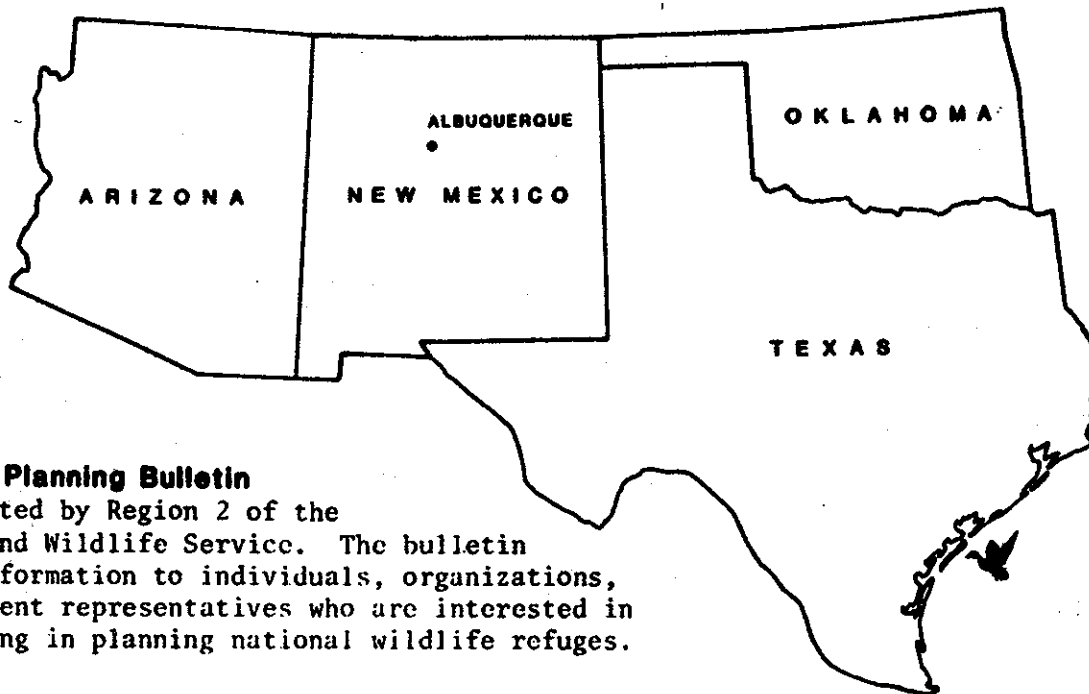 ALBUQUERQUE
OKLAHOMA
ARIZONA
NEW MEXICO
TEXAS
Planning Bulletin
ted by Region 2 of the
nd Wildlife Service. The bulletin
formation to individuals, organizations,
ent representatives who are interested in
ng in planning national wildlife refuges.